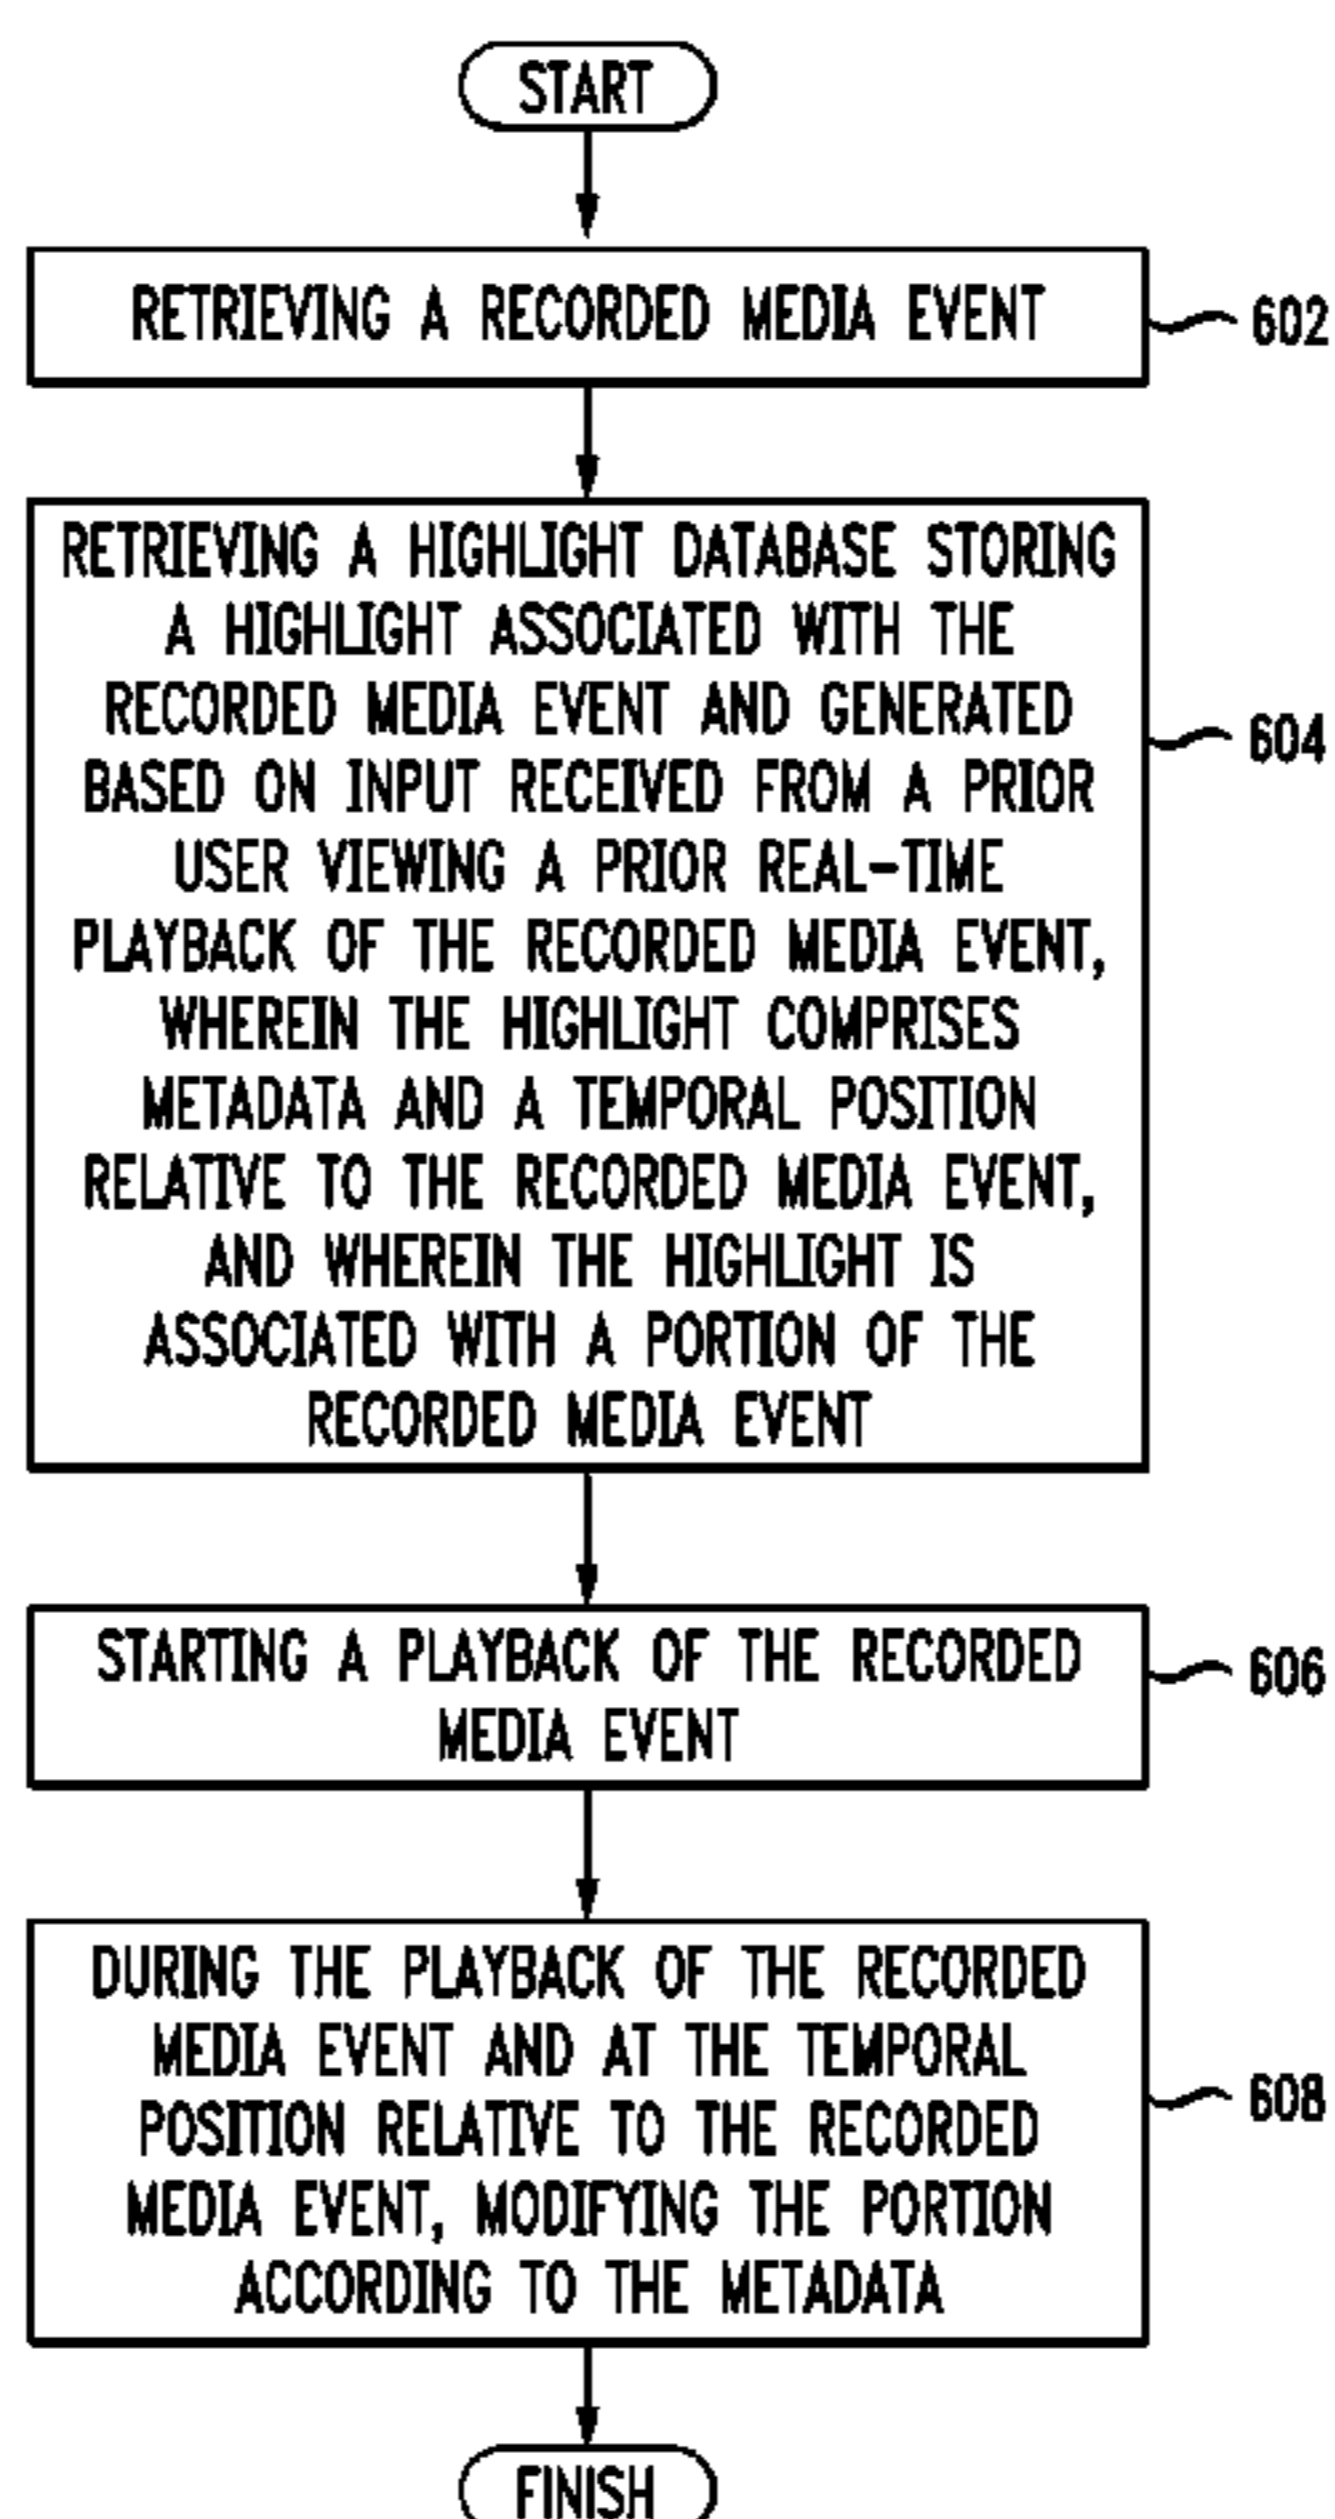 START
RETRIEVING A RECORDED MEDIA EVENT
602
RETRIEVING A HIGHLIGHT DATABASE STORING
A HIGHLIGHT ASSOCIATED WITH THE
RECORDED MEDIA EVENT AND GENERATED
BASED ON INPUT RECEIVED FROM A PRIOR
USER VIEWING A PRIOR REAL-TIME
PLAYBACK OF THE RECORDED MEDIA EVENT,
WHEREIN THE HIGHLIGHT COMPRISES
METADATA AND A TEMPORAL POSITION
RELATIVE TO THE RECORDED MEDIA EVENT,
AND WHEREIN THE HIGHLIGHT IS
ASSOCIATED WITH A PORTION OF THE
RECORDED MEDIA EVENT
604
STARTING A PLAYBACK OF THE RECORDED
MEDIA EVENT
606
DURING THE PLAYBACK OF THE RECORDED
MEDIA EVENT AND AT THE TEMPORAL
POSITION RELATIVE TO THE RECORDED
MEDIA EVENT, MODIFYING THE PORTION
ACCORDING TO THE METADATA
608
FINISH